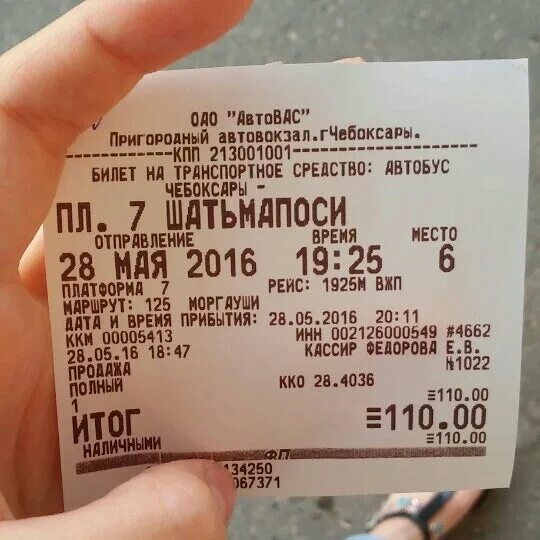 ОАО "АвтоВАС"
Пригородный автовокзал.гЧебоксары.
КПП 213001001
БИЛЕТ НА ТРАНСПОРТНОЕ СРЕДСТВО: АВТОБУС
ЧЕБОКСАРЫ -
ПЛ. 7 ШАТЬМАПОСИ
ОТПРАВЛЕНИЕ ВРЕМЯ МЕСТО
28 МАЯ 2016 19:25 6
ПЛАТФОРМА 7 РЕЙС: 1925М ВЖП
МАРШРУТ: 125 МОРГАУШИ
ДАТА И ВРЕМЯ ПРИБЫТИЯ: 28.05.2016 20:11
ККМ 00005413 ИНН 002126000549 #4662
28.05.16 18:47 КАССИР ФЕДОРОВА Е.В.
ПРОДАЖА №1022
ПОЛНЫЙ ККО 28.4036
1 ≡110.00
ИТОГ ≡110.00
НАЛИЧНЫМИ ≡110.00
ФП
134250
067371